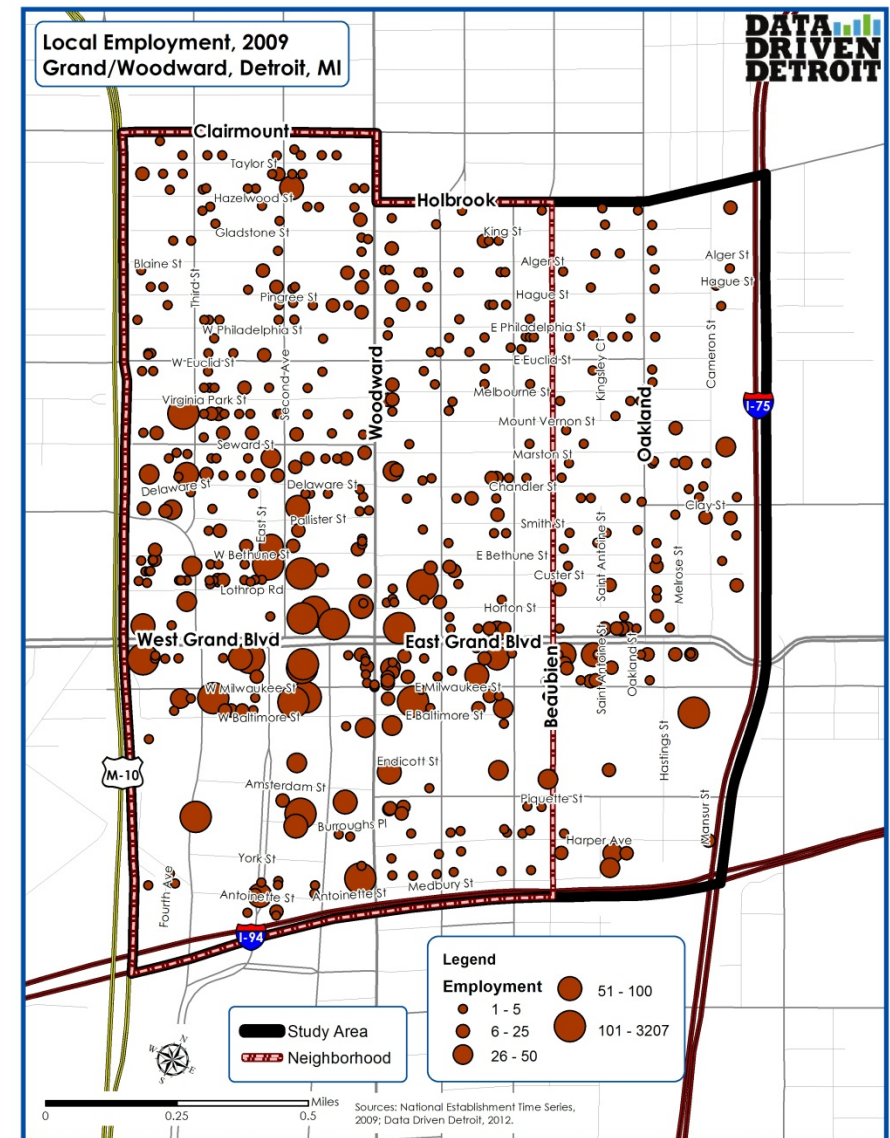 Local Employment, 2009
Grand/Woodward, Detroit, MI
DATA
DRIVEN
DETROIT
Clairmount
Taylor St
Hazelwood St
Holbrook
Gladstone St
King St
Blaine St
Third St
Alger St
Alger St
Hague St
Hague St
Pingree St
W Philadelphia St
E Philadelphia St
W Euclid St
E Euclid St
Second Ave
Woodward
Kingsley Ct
Cameron St
Melbourne St
Virginia Park St
Oakland
I-75
Mount Vernon St
Seward St
Marston St
Delaware St
Delaware St
Chandler St
Clay St
East St
Pallister St
Smith St
Saint Antoine St
W Bethune St
E Bethune St
Custer St
Melrose St
Lothrop Rd
Horton St
West Grand Blvd
East Grand Blvd
Saint Antoine St
Oakland St
Beaubien
W Milwaukee St
E Milwaukee St
W Baltimore St
E Baltimore St
Hastings St
M-10
Endicott St
Amsterdam St
Piquette St
Mansur St
Burroughs Pl
Harper Ave
York St
Fourth Ave
Antoinette St
Antoinette St
Medbury St
I-94
Legend
Employment
1 - 5
6 - 25
26 - 50
51 - 100
101 - 3207
Study Area
Neighborhood
N
E
S
W
Miles
0
0.25
0.5
Sources: National Establishment Time Series,
2009; Data Driven Detroit, 2012.